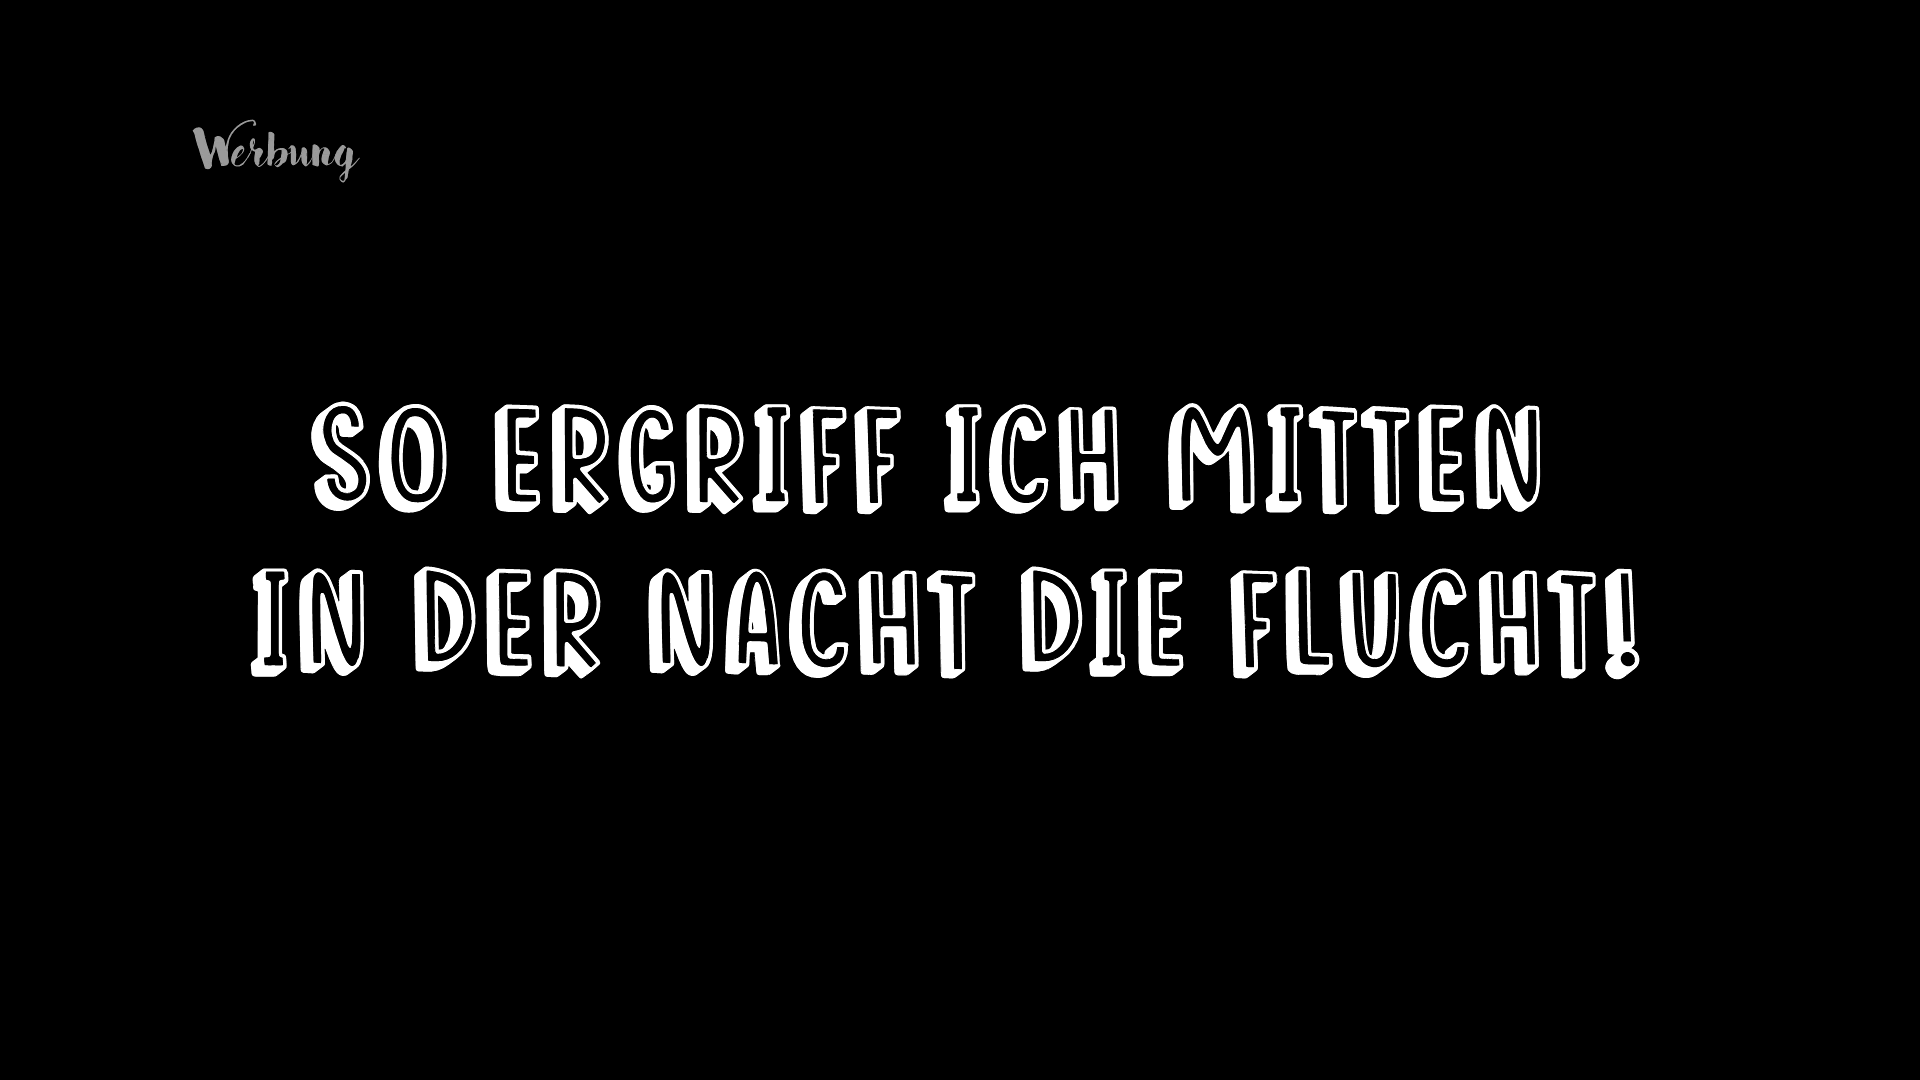 Werbung
SO ERGRIFF ICH MITTEN
IN DER NACHT DIE FLUCHT!